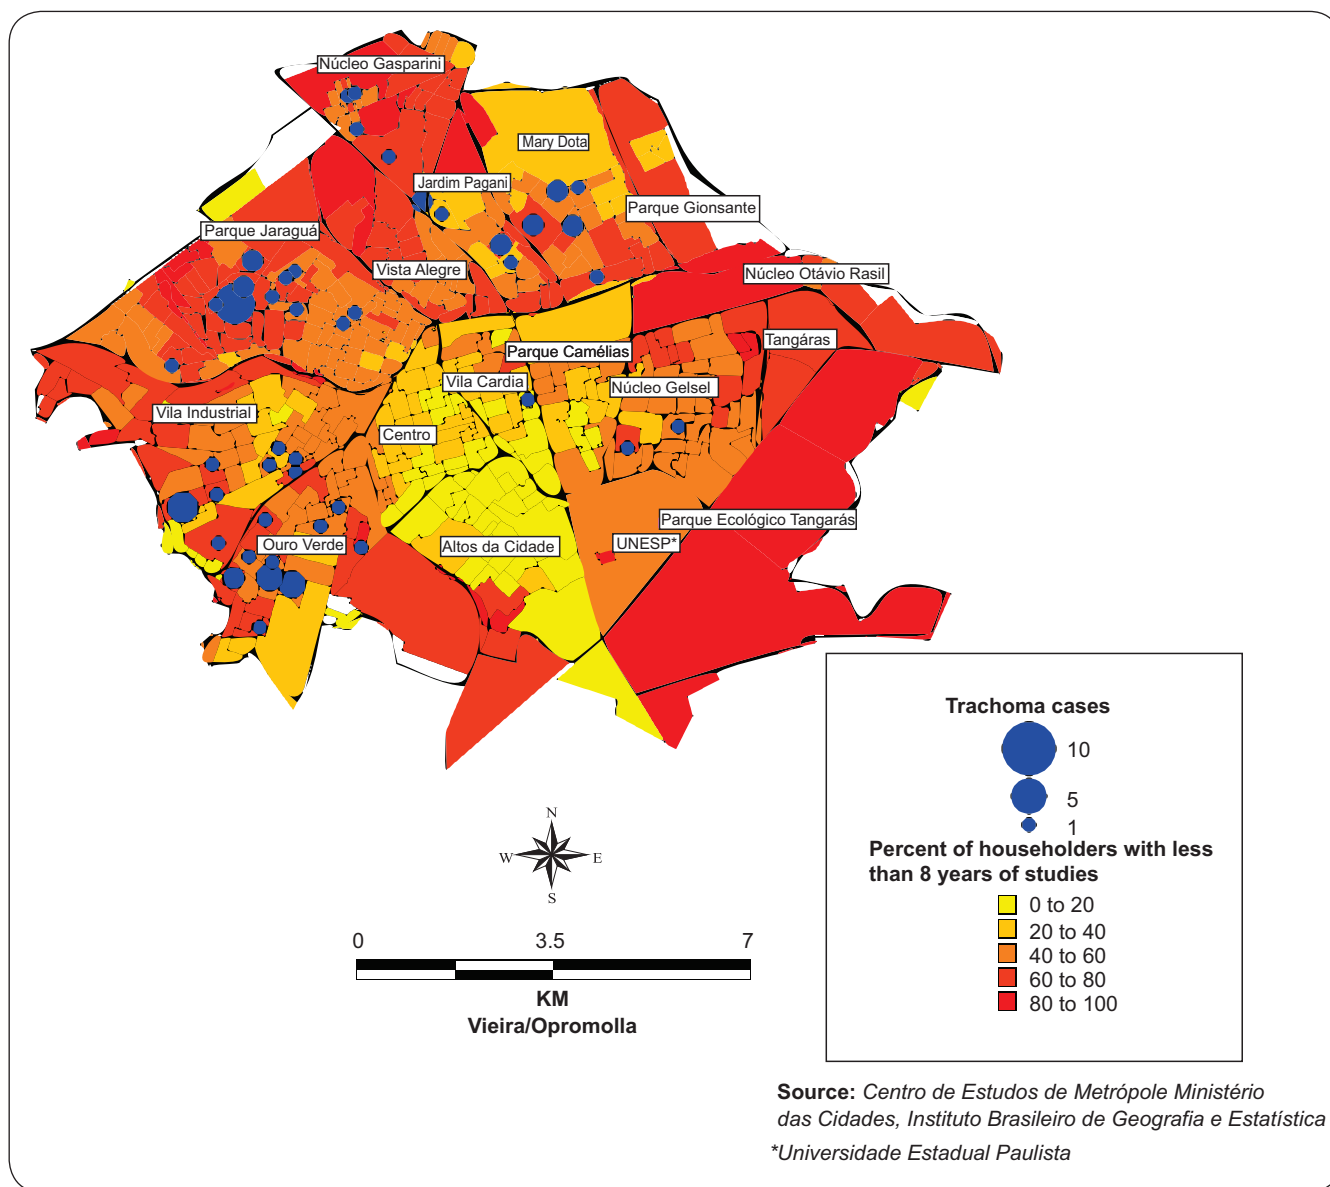 Núcleo Gasparini
Mary Dota
Jardim Pagani
Parque Gionsante
Parque Jaraguá
Vista Alegre
Núcleo Otávio Rasil
Tangáras
Parque Camélias
Vila Cardia
Núcleo Gelsel
Vila Industrial
Centro
Parque Ecológico Tangarás
Ouro Verde
Altos da Cidade
UNESP*
Trachoma cases
10
5
1
Percent of householders with less
than 8 years of studies
0 to 20
20 to 40
40 to 60
60 to 80
80 to 100
N
W
E
S
0 3.5 7
KM
Vieira/Opromolla
Source: Centro de Estudos de Metrópole Ministério
das Cidades, Instituto Brasileiro de Geografia e Estatística
*Universidade Estadual Paulista